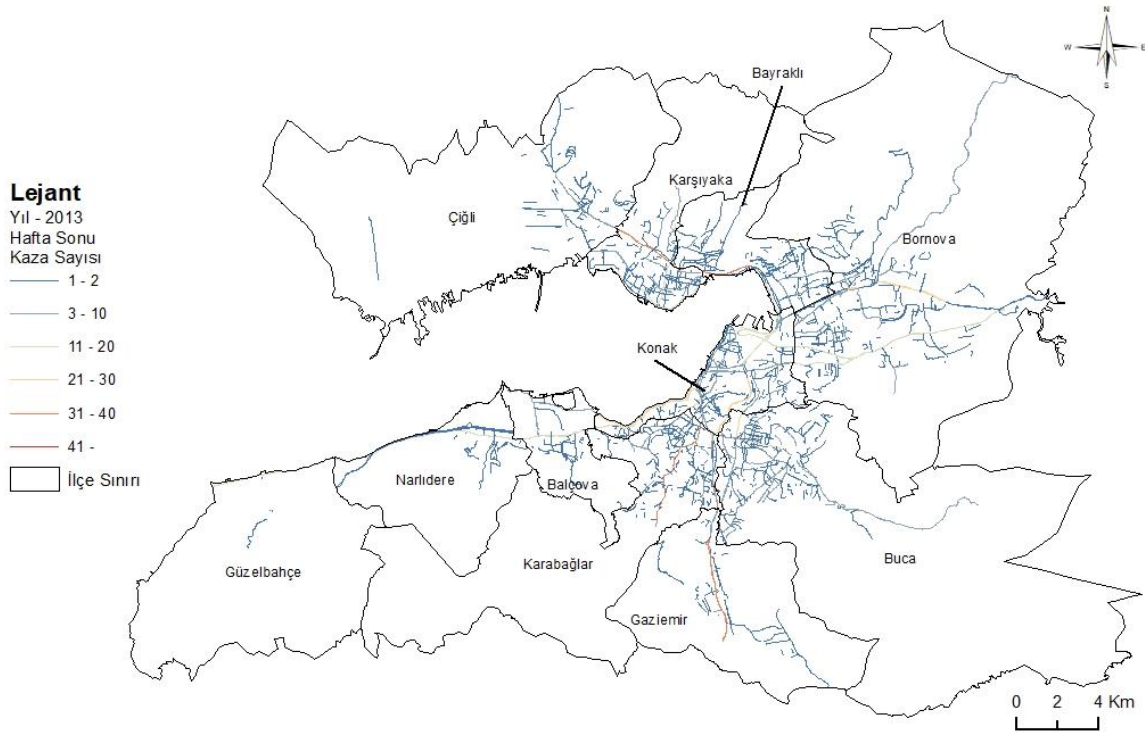 Lejant
Yıl - 2013
Hafta Sonu
Kaza Sayısı
1 - 2
3 - 10
11 - 20
21 - 30
31 - 40
41 -
İlçe Sınırı
N
W
E
S
Bayraklı
Karşıyaka
Çiğli
Bornova
Konak
Narlıdere
Balçova
Güzelbahçe
Karabağlar
Buca
Gaziemir
0 2 4 Km